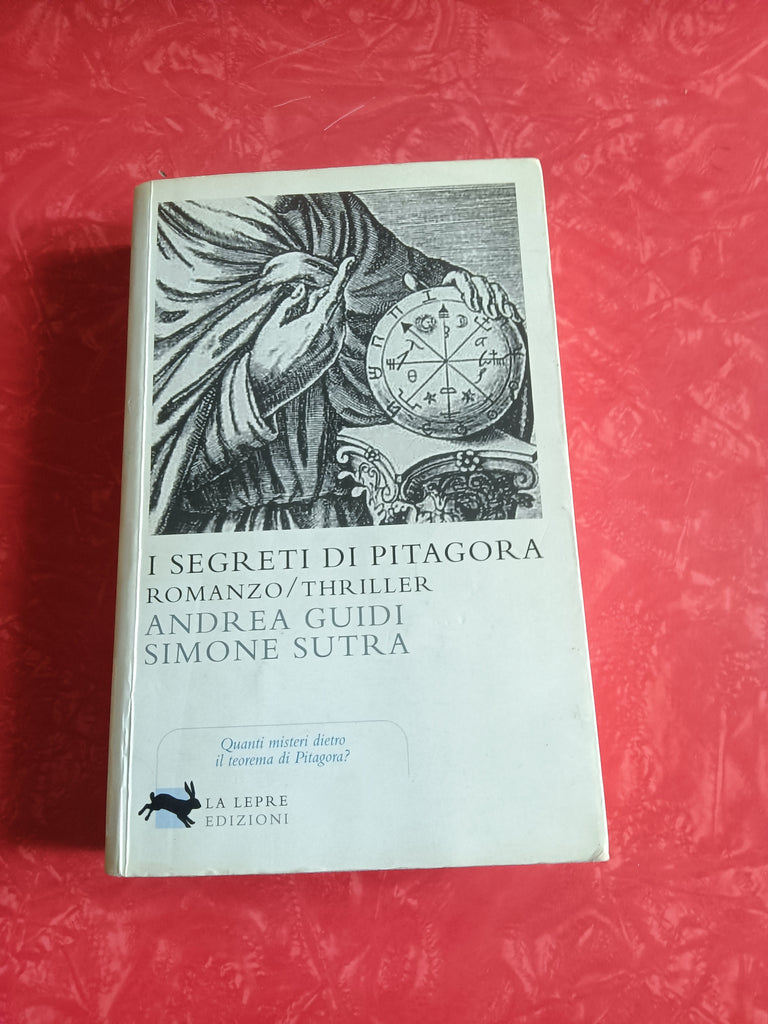 I SEGRETI DI PITAGORA
ROMANZO/THRILLER
ANDREA GUIDI
SIMONE SUTRA
Quanti misteri dietro
il teorema di Pitagora?
LA LEPRE
EDIZIONI